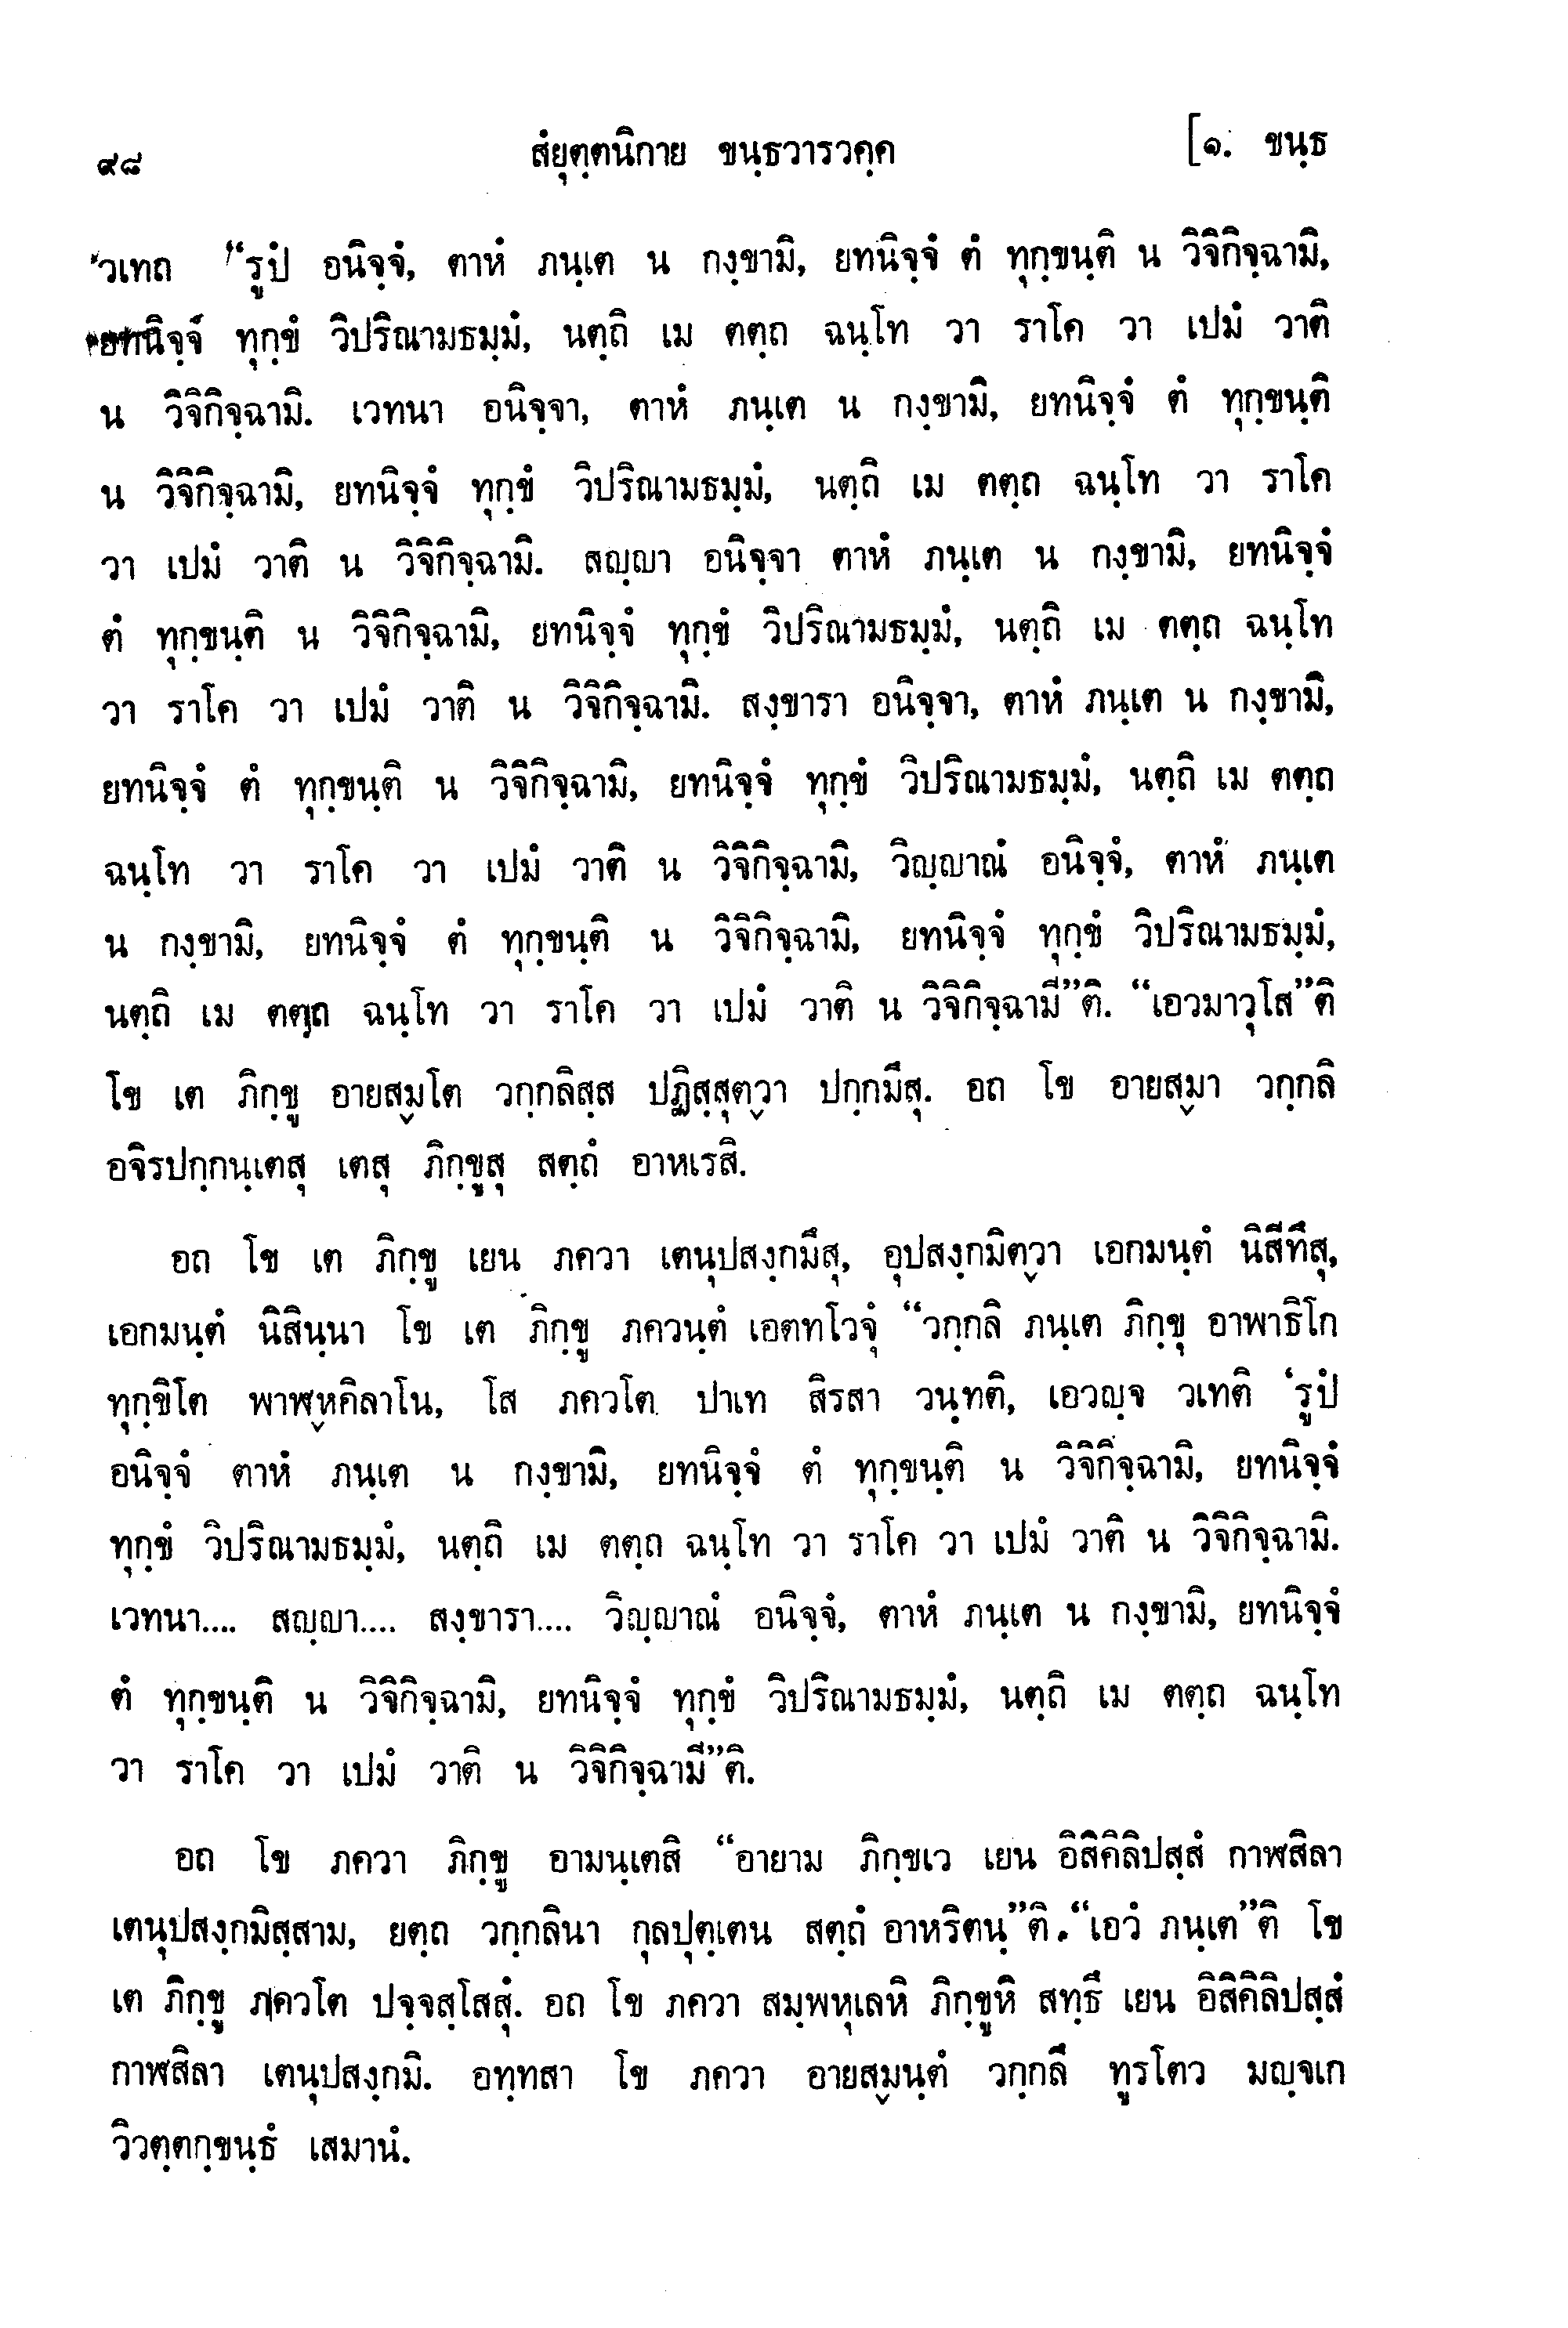 ๙๘ สํยุตฺตนิกาย ขนฺธวารวคฺค [๑. ขนฺธ
วเทถ “รูปํ อนิจฺจํ, ตาหํ ภนฺเต น กงฺขามิ, ยทนิจฺจํ ตํ ทุกฺขนฺติ น วิจิกิจฺฉามิ,
ยทนิจฺจํ ทุกฺขํ วิปริณามธมฺมํ, นตฺถิ เม ตตฺถ ฉนฺโท วา ราโค วา เปมํ วาติ
น วิจิกิจฺฉามิ. เวทนา อนิจฺจา, ตาหํ ภนฺเต น กงฺขามิ, ยทนิจฺจํ ตํ ทุกฺขนฺติ
น วิจิกิจฺฉามิ, ยทนิจฺจํ ทุกฺขํ วิปริณามธมฺมํ, นตฺถิ เม ตตฺถ ฉนฺโท วา ราโค
วา เปมํ วาติ น วิจิกิจฺฉามิ. สญฺญา อนิจฺจา ตาหํ ภนฺเต น กงฺขามิ, ยทนิจฺจํ
ตํ ทุกฺขนฺติ น วิจิกิจฺฉามิ, ยทนิจฺจํ ทุกฺขํ วิปริณามธมฺมํ, นตฺถิ เม ตตฺถ ฉนฺโท
วา ราโค วา เปมํ วาติ น วิจิกิจฺฉามิ. สงฺขารา อนิจฺจา, ตาหํ ภนฺเต น กงฺขามิ,
ยทนิจฺจํ ตํ ทุกฺขนฺติ น วิจิกิจฺฉามิ, ยทนิจฺจํ ทุกฺขํ วิปริณามธมฺมํ, นตฺถิ เม ตตฺถ
ฉนฺโท วา ราโค วา เปมํ วาติ น วิจิกิจฺฉามิ, วิญฺญาณํ อนิจฺจํ, ตาหํ ภนฺเต
น กงฺขามิ, ยทนิจฺจํ ตํ ทุกฺขนฺติ น วิจิกิจฺฉามิ, ยทนิจฺจํ ทุกฺขํ วิปริณามธมฺมํ,
นตฺถิ เม ตตฺถ ฉนฺโท วา ราโค วา เปมํ วาติ น วิจิกิจฺฉามี”ติ. “เอวมาวุโส”ติ
โข เต ภิกฺขู อายสฺมโต วกฺกลิสฺส ปฏิสฺสุตฺวา ปกฺกมึสุ. อถ โข อายสฺมา วกฺกลิ
อจิรปกฺกนฺเตสุ เตสุ ภิกฺขูสุ สตฺถํ อาหเรสิ.
อถ โข เต ภิกฺขู เยน ภควา เตนุปสงฺกมึสุ, อุปสงฺกมิตฺวา เอกมนฺตํ นิสีทึสุ,
เอกมนฺตํ นิสินฺนา โข เต ภิกฺขู ภควนฺตํ เอตทโวจุํ “วกฺกลิ ภนฺเต ภิกฺขุ อาพาธิโก
ทุกฺขิโต พาฬฺหคิลาโน, โส ภควโต ปาเท สิรสา วนฺทติ, เอวญฺจ วเทติ ‘รูปํ
อนิจฺจํ ตาหํ ภนฺเต น กงฺขามิ, ยทนิจฺจํ ตํ ทุกฺขนฺติ น วิจิกิจฺฉามิ, ยทนิจฺจํ
ทุกฺขํ วิปริณามธมฺมํ, นตฺถิ เม ตตฺถ ฉนฺโท วา ราโค วา เปมํ วาติ น วิจิกิจฺฉามิ.
เวทนา.... สญฺญา.... สงฺขารา.... วิญฺญาณํ อนิจฺจํ, ตาหํ ภนฺเต น กงฺขามิ, ยทนิจฺจํ
ตํ ทุกฺขนฺติ น วิจิกิจฺฉามิ, ยทนิจฺจํ ทุกฺขํ วิปริณามธมฺมํ, นตฺถิ เม ตตฺถ ฉนฺโท
วา ราโค วา เปมํ วาติ น วิจิกิจฺฉามี”ติ.
อถ โข ภควา ภิกฺขู อามนฺเตสิ “อายาม ภิกฺขเว เยน อิสิคิลิปสฺสํ กาฬสิลา
เตนุปสงฺกมิสฺสาม, ยตฺถ วกฺกลินา กุลปุตฺเตน สตฺถํ อาหริตนฺ”ติ. “เอวํ ภนฺเต”ติ โข
เต ภิกฺขู ภควโต ปจฺจสฺโสสุํ. อถ โข ภควา สมฺพหุเลหิ ภิกฺขูหิ สทฺธึ เยน อิสิคิลิปสฺสํ
กาฬสิลา เตนุปสงฺกมิ. อทฺทสา โข ภควา อายสฺมนฺตํ วกฺกลึ ทูรโตว มญฺจเก
วิวตฺตกฺขนฺธํ เสมานํ.